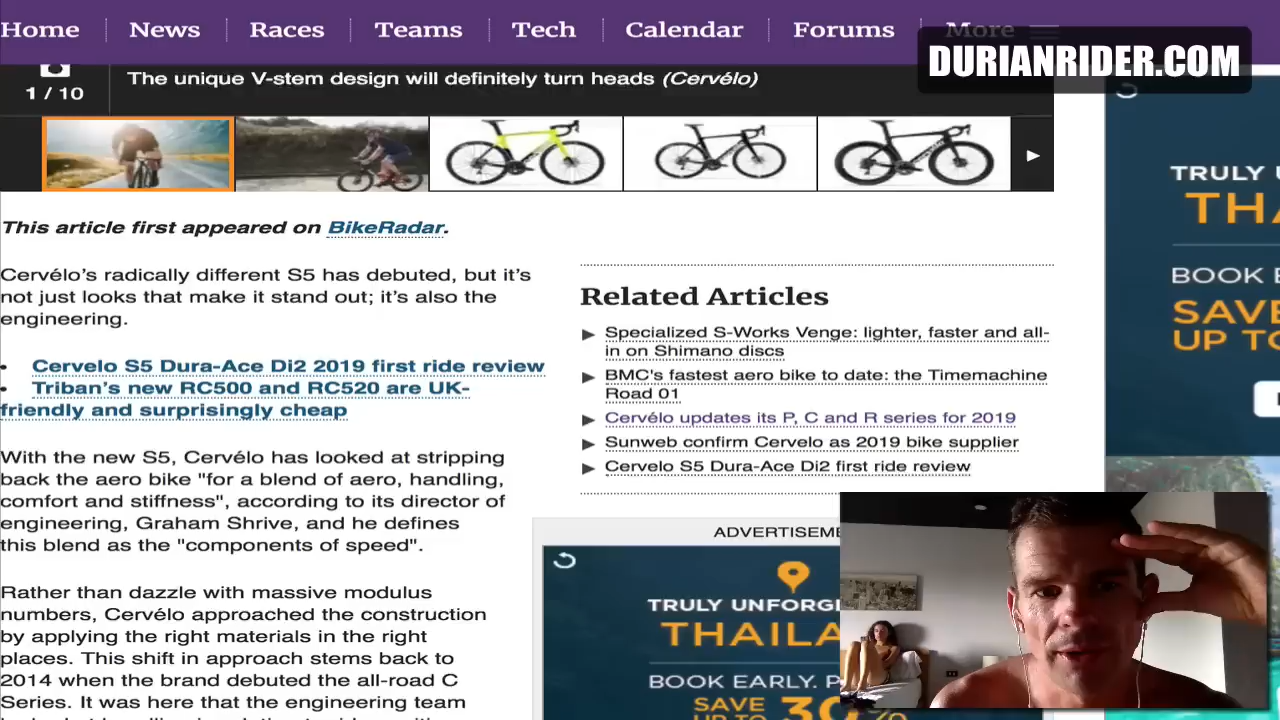 Home News Races Teams Tech Calendar Forums More
DURIANRIDER.COM
1 / 10
The unique V-stem design will definitely turn heads (Cervélo)
This article first appeared on BikeRadar.
Cervélo’s radically different S5 has debuted, but it’s
not just looks that make it stand out; it’s also the
engineering.
Cervelo S5 Dura-Ace Di2 2019 first ride review
Triban’s new RC500 and RC520 are UK-
friendly and surprisingly cheap
With the new S5, Cervélo has looked at stripping
back the aero bike "for a blend of aero, handling,
comfort and stiffness", according to its director of
engineering, Graham Shrive, and he defines
this blend as the "components of speed".
Rather than dazzle with massive modulus
numbers, Cervélo approached the construction
by applying the right materials in the right
places. This shift in approach stems back to
2014 when the brand debuted the all-road C
Series. It was here that the engineering team
Related Articles
Specialized S-Works Venge: lighter, faster and all-
in on Shimano discs
BMC's fastest aero bike to date: the Timemachine
Road 01
Cervélo updates its P, C and R series for 2019
Sunweb confirm Cervelo as 2019 bike supplier
Cervelo S5 Dura-Ace Di2 first ride review
ADVERTISEME
TRULY UNFORG
THAILA
BOOK EARLY. P
SAVE
UP TO 30%
TRULY U
THA
BOOK E
SAVE
UP TO